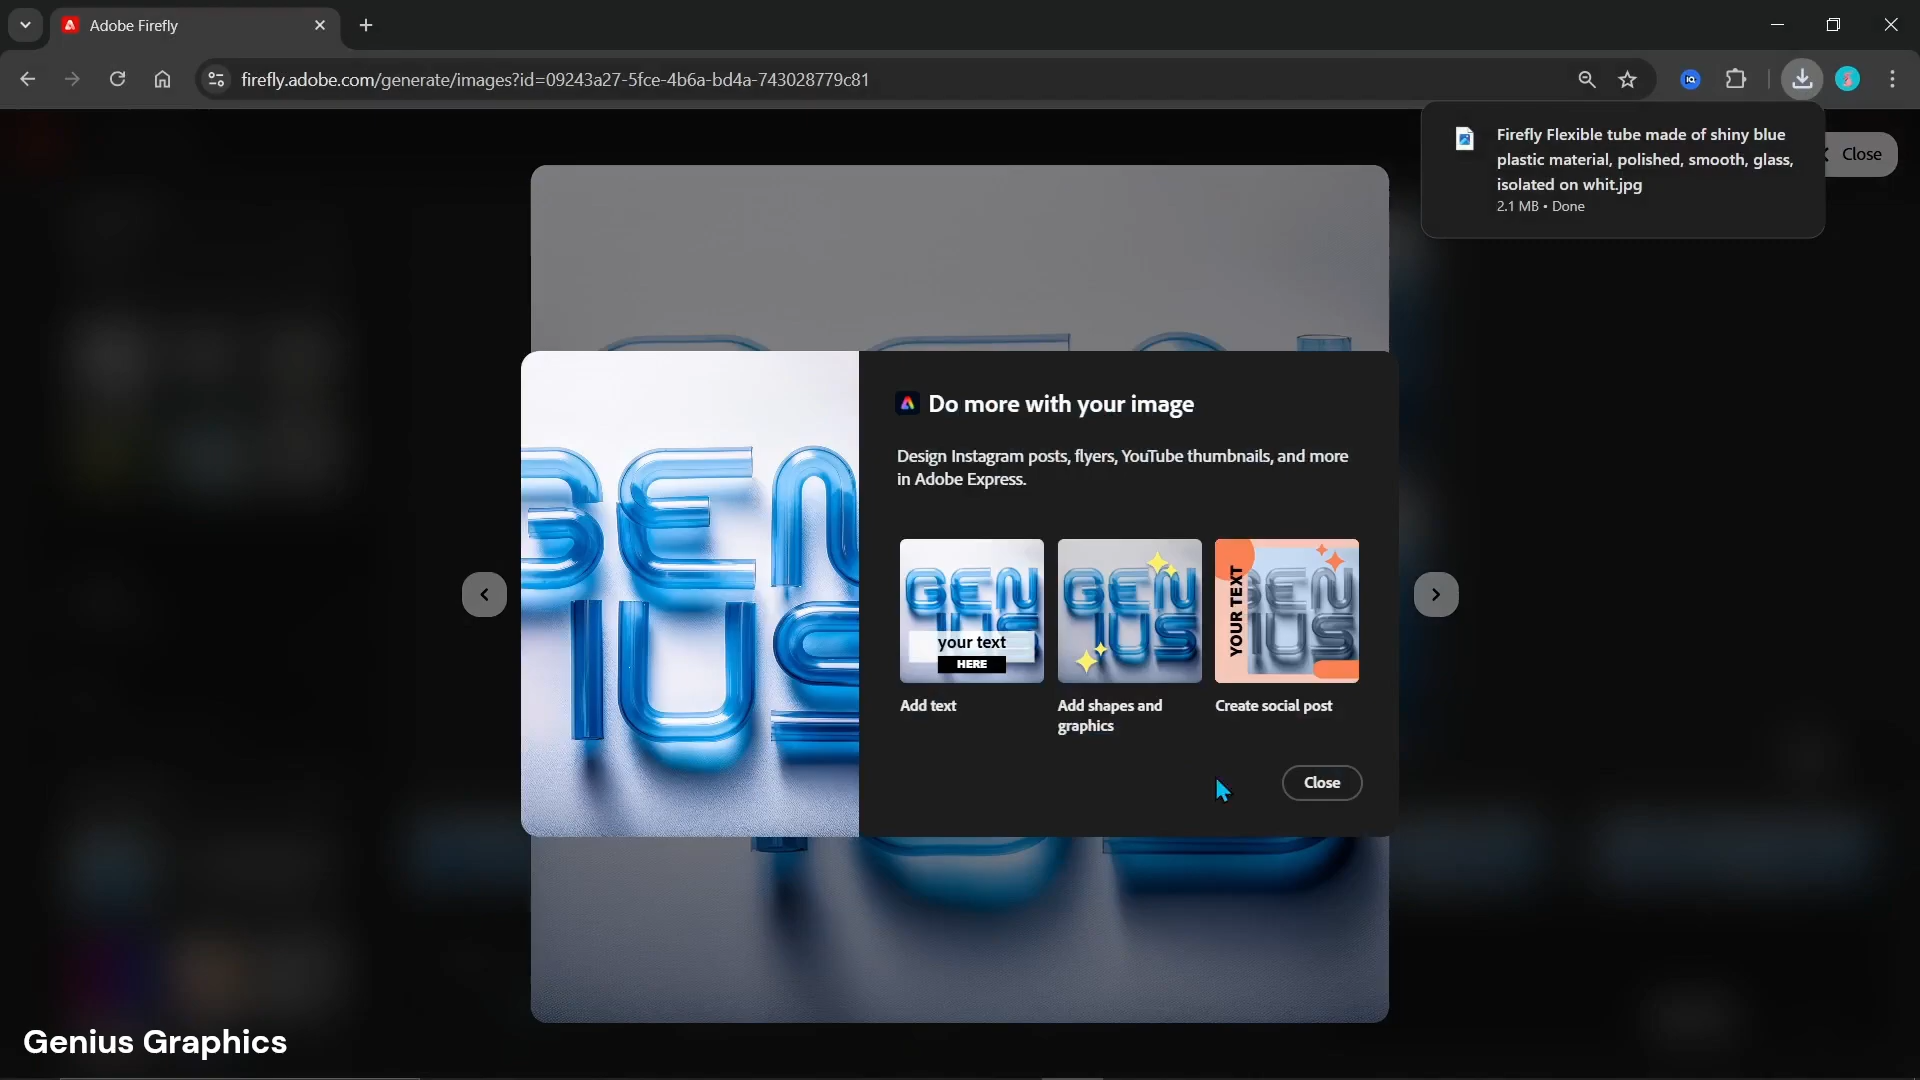 Adobe Firefly
firefly.adobe.com/generate/images?id=09243a27-5fce-4b6a-bd4a-743028779c81
Firefly Flexible tube made of shiny blue
plastic material, polished, smooth, glass,
isolated on whit.jpg
2.1 MB • Done
Close
GEN
IUS
Do more with your image
Design Instagram posts, flyers, YouTube thumbnails, and more
in Adobe Express.
GEN
IUS
your text
HERE
GEN
IUS
YOUR TEXT
GEN
IUS
Add text
Add shapes and
graphics
Create social post
Close
Genius Graphics